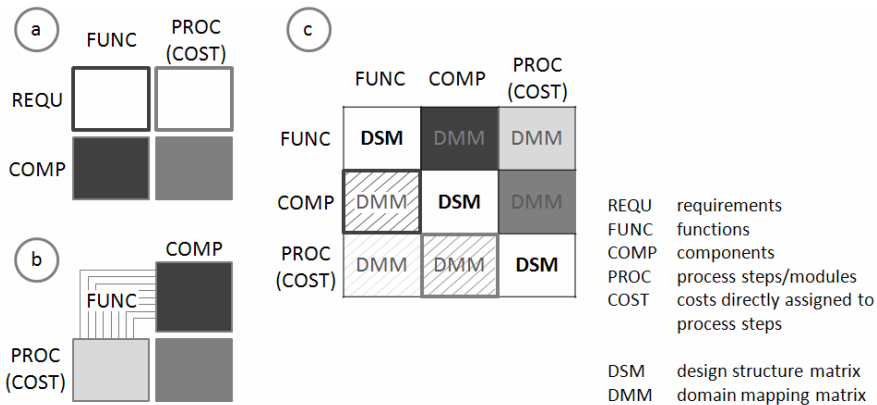 a
FUNC
PROC
(COST)
REQU
COMP
b
COMP
FUNC
PROC
(COST)
c
FUNC COMP PROC
(COST)
FUNC DSM DMM DMM
COMP DMM DSM DMM
PROC
(COST) DMM DMM DSM
REQU requirements
FUNC functions
COMP components
PROC process steps/modules
COST costs directly assigned to
process steps
DSM design structure matrix
DMM domain mapping matrix